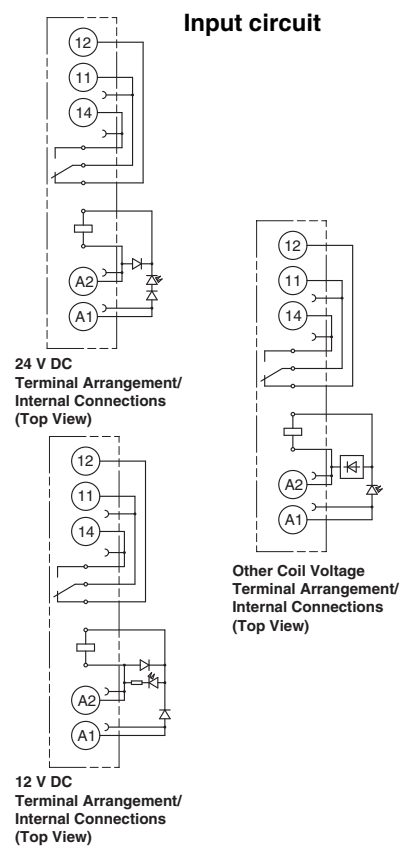 Input circuit
12
11
14
A2
A1
24 V DC
Terminal Arrangement/
Internal Connections
(Top View)
12
11
14
A2
A1
Other Coil Voltage
Terminal Arrangement/
Internal Connections
(Top View)
12
11
14
A2
A1
12 V DC
Terminal Arrangement/
Internal Connections
(Top View)